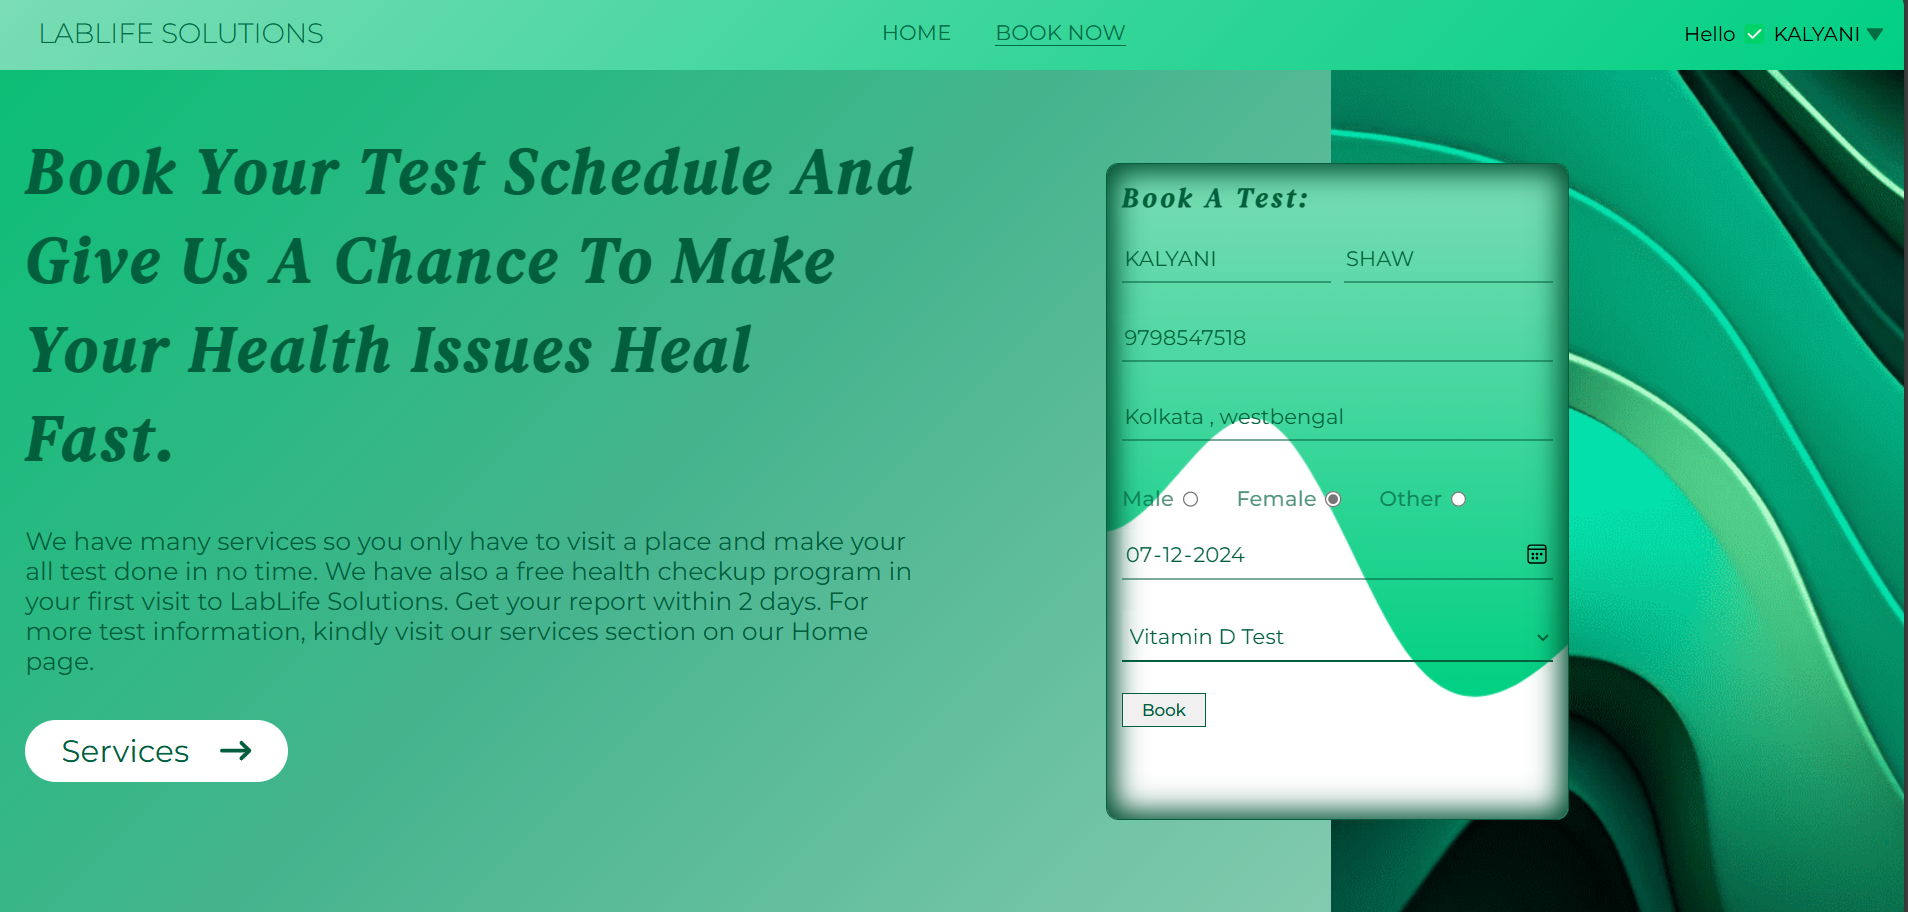 LABLIFE SOLUTIONS
HOME BOOK NOW
Hello ✅ KALYANI ▼
Book Your Test Schedule And
Give Us A Chance To Make
Your Health Issues Heal
Fast.
We have many services so you only have to visit a place and make your
all test done in no time. We have also a free health checkup program in
your first visit to LabLife Solutions. Get your report within 2 days. For
more test information, kindly visit our services section on our Home
page.
Services →
Book A Test:
KALYANI SHAW
9798547518
Kolkata , westbengal
Male Female Other
07-12-2024
Vitamin D Test
Book